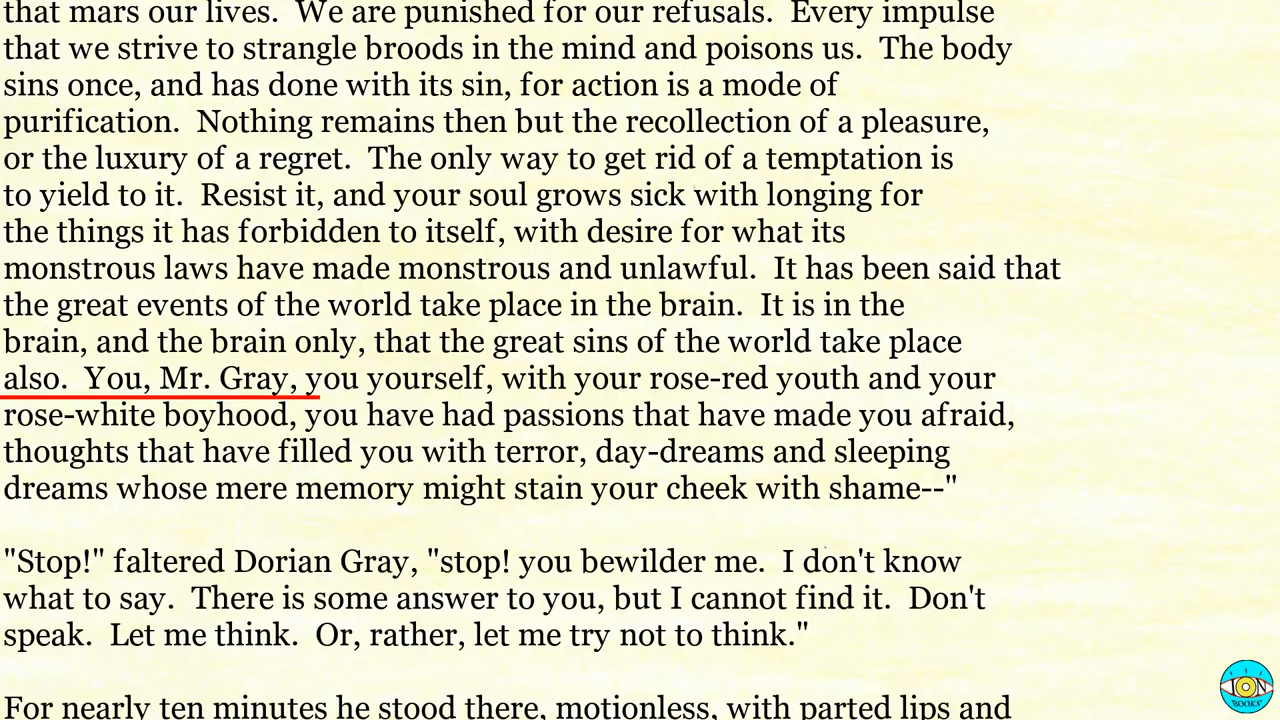 that mars our lives.  We are punished for our refusals.  Every impulse
that we strive to strangle broods in the mind and poisons us.  The body
sins once, and has done with its sin, for action is a mode of
purification.  Nothing remains then but the recollection of a pleasure,
or the luxury of a regret.  The only way to get rid of a temptation is
to yield to it.  Resist it, and your soul grows sick with longing for
the things it has forbidden to itself, with desire for what its
monstrous laws have made monstrous and unlawful.  It has been said that
the great events of the world take place in the brain.  It is in the
brain, and the brain only, that the great sins of the world take place
also.  You, Mr. Gray, you yourself, with your rose-red youth and your
rose-white boyhood, you have had passions that have made you afraid,
thoughts that have filled you with terror, day-dreams and sleeping
dreams whose mere memory might stain your cheek with shame--"
"Stop!" faltered Dorian Gray, "stop! you bewilder me.  I don't know
what to say.  There is some answer to you, but I cannot find it.  Don't
speak.  Let me think.  Or, rather, let me try not to think."
For nearly ten minutes he stood there, motionless, with parted lips and
ION
BOOKS